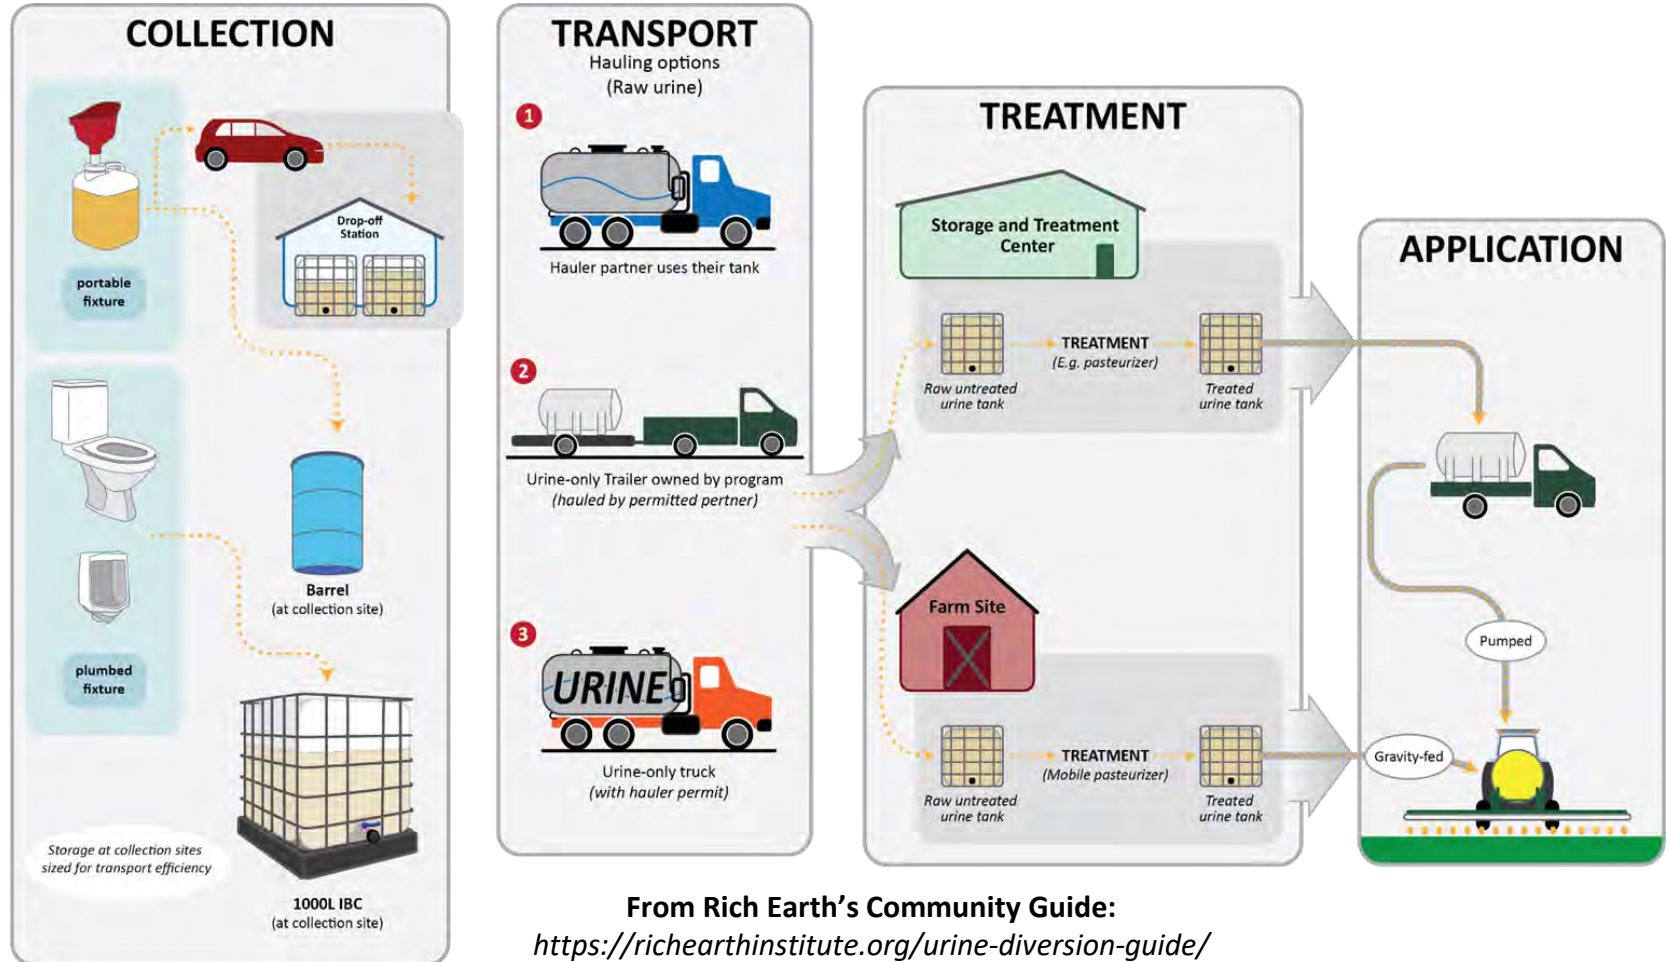 COLLECTION
portable
fixture
Drop-off
Station
plumbed
fixture
Barrel
(at collection site)
Storage at collection sites
sized for transport efficiency
1000L IBC
(at collection site)
TRANSPORT
Hauling options
(Raw urine)
1
Hauler partner uses their tank
2
Urine-only Trailer owned by program
(hauled by permitted pertner)
3
URINE
Urine-only truck
(with hauler permit)
TREATMENT
Storage and Treatment
Center
Raw untreated
urine tank
TREATMENT
(E.g. pasteurizer)
Treated
urine tank
Farm Site
Raw untreated
urine tank
TREATMENT
(Mobile pasteurizer)
Treated
urine tank
APPLICATION
Pumped
Gravity-fed
From Rich Earth’s Community Guide:
https://richearthinstitute.org/urine-diversion-guide/